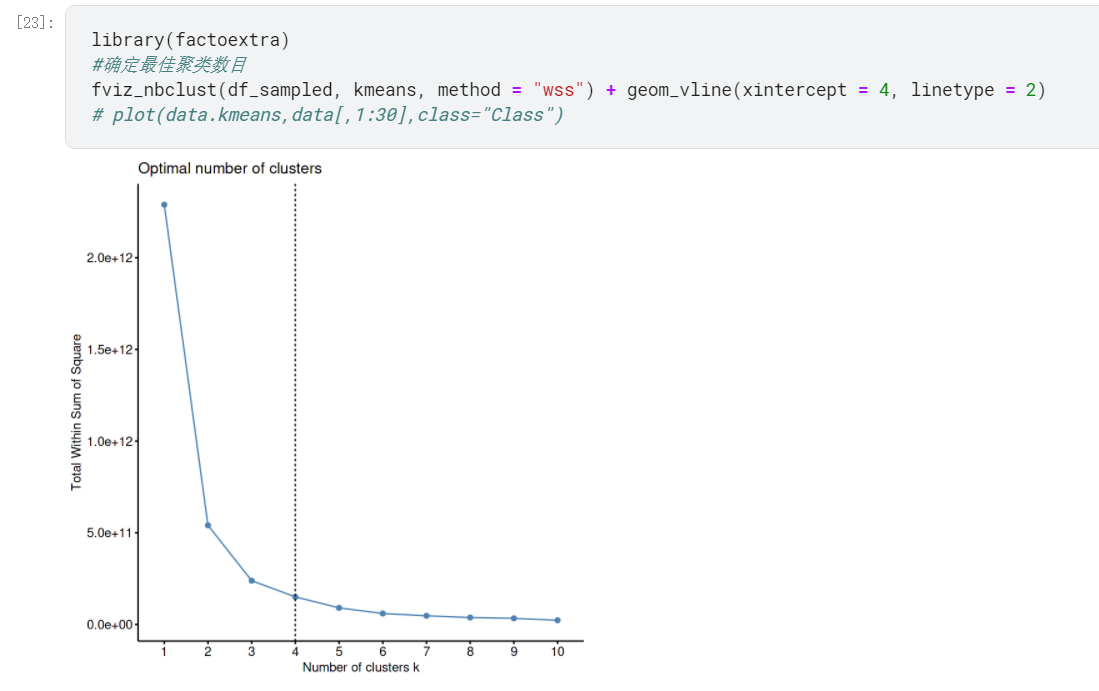 [23]:
library(factoextra)
#确定最佳聚类数目
fviz_nbclust(df_sampled, kmeans, method = "wss") + geom_vline(xintercept = 4, linetype = 2)
# plot(data.kmeans,data[,1:30],class="Class")
Optimal number of clusters
Total Within Sum of Square
2.0e+12
1.5e+12
1.0e+12
5.0e+11
0.0e+00
1 2 3 4 5 6 7 8 9 10
Number of clusters k